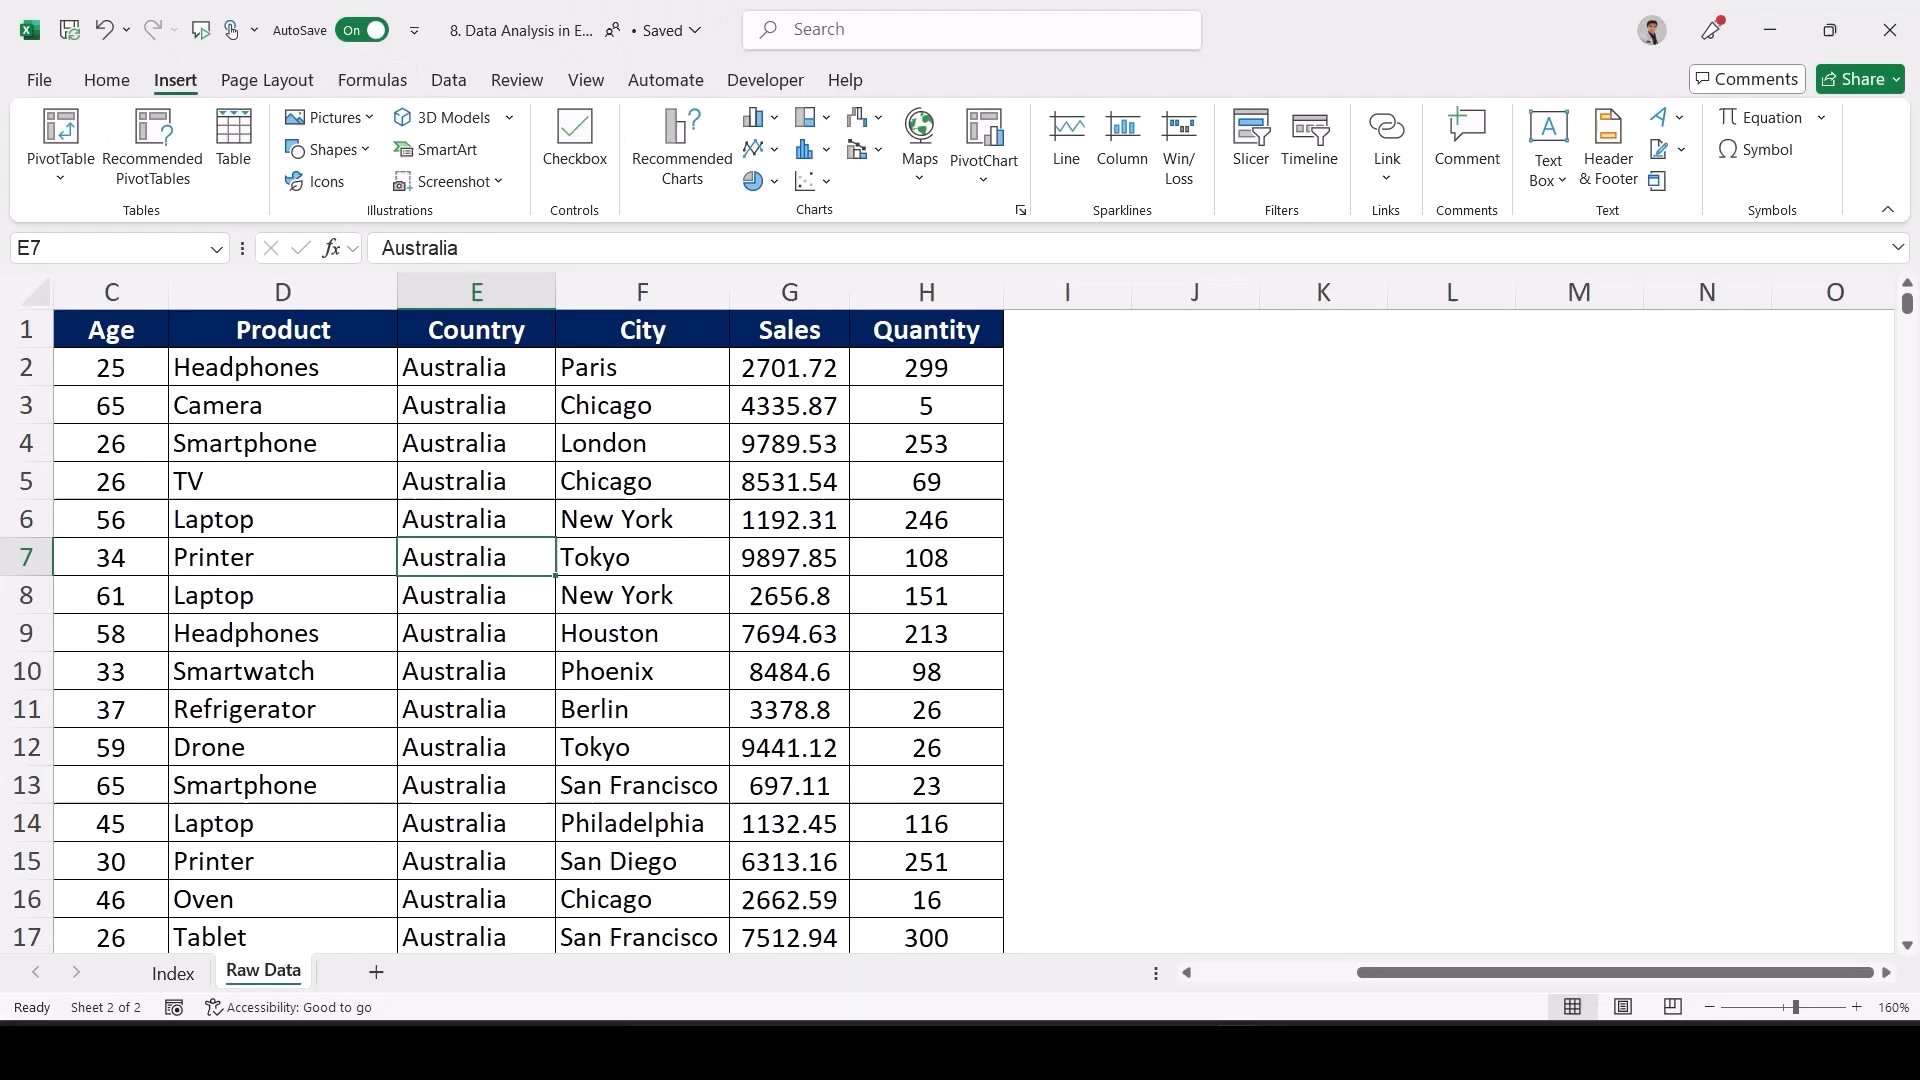 AutoSave On 8. Data Analysis in E... • Saved Search
File Home Insert Page Layout Formulas Data Review View Automate Developer Help Comments Share
PivotTable Recommended PivotTables Table
Tables
Pictures 3D Models
Shapes SmartArt
Icons Screenshot
Illustrations
Checkbox
Controls
Recommended Charts
Maps PivotChart
Charts
Line Column Win/ Loss
Sparklines
Slicer Timeline
Filters
Link
Links
Comment
Comments
Text Box Header & Footer
Text
Equation
Symbol
Symbols
E7 fx Australia
C D E F G H I J K L M N O
1 Age Product Country City Sales Quantity
2 25 Headphones Australia Paris 2701.72 299
3 65 Camera Australia Chicago 4335.87 5
4 26 Smartphone Australia London 9789.53 253
5 26 TV Australia Chicago 8531.54 69
6 56 Laptop Australia New York 1192.31 246
7 34 Printer Australia Tokyo 9897.85 108
8 61 Laptop Australia New York 2656.8 151
9 58 Headphones Australia Houston 7694.63 213
10 33 Smartwatch Australia Phoenix 8484.6 98
11 37 Refrigerator Australia Berlin 3378.8 26
12 59 Drone Australia Tokyo 9441.12 26
13 65 Smartphone Australia San Francisco 697.11 23
14 45 Laptop Australia Philadelphia 1132.45 116
15 30 Printer Australia San Diego 6313.16 251
16 46 Oven Australia Chicago 2662.59 16
17 26 Tablet Australia San Francisco 7512.94 300
Index Raw Data
Ready Sheet 2 of 2 Accessibility: Good to go 160%